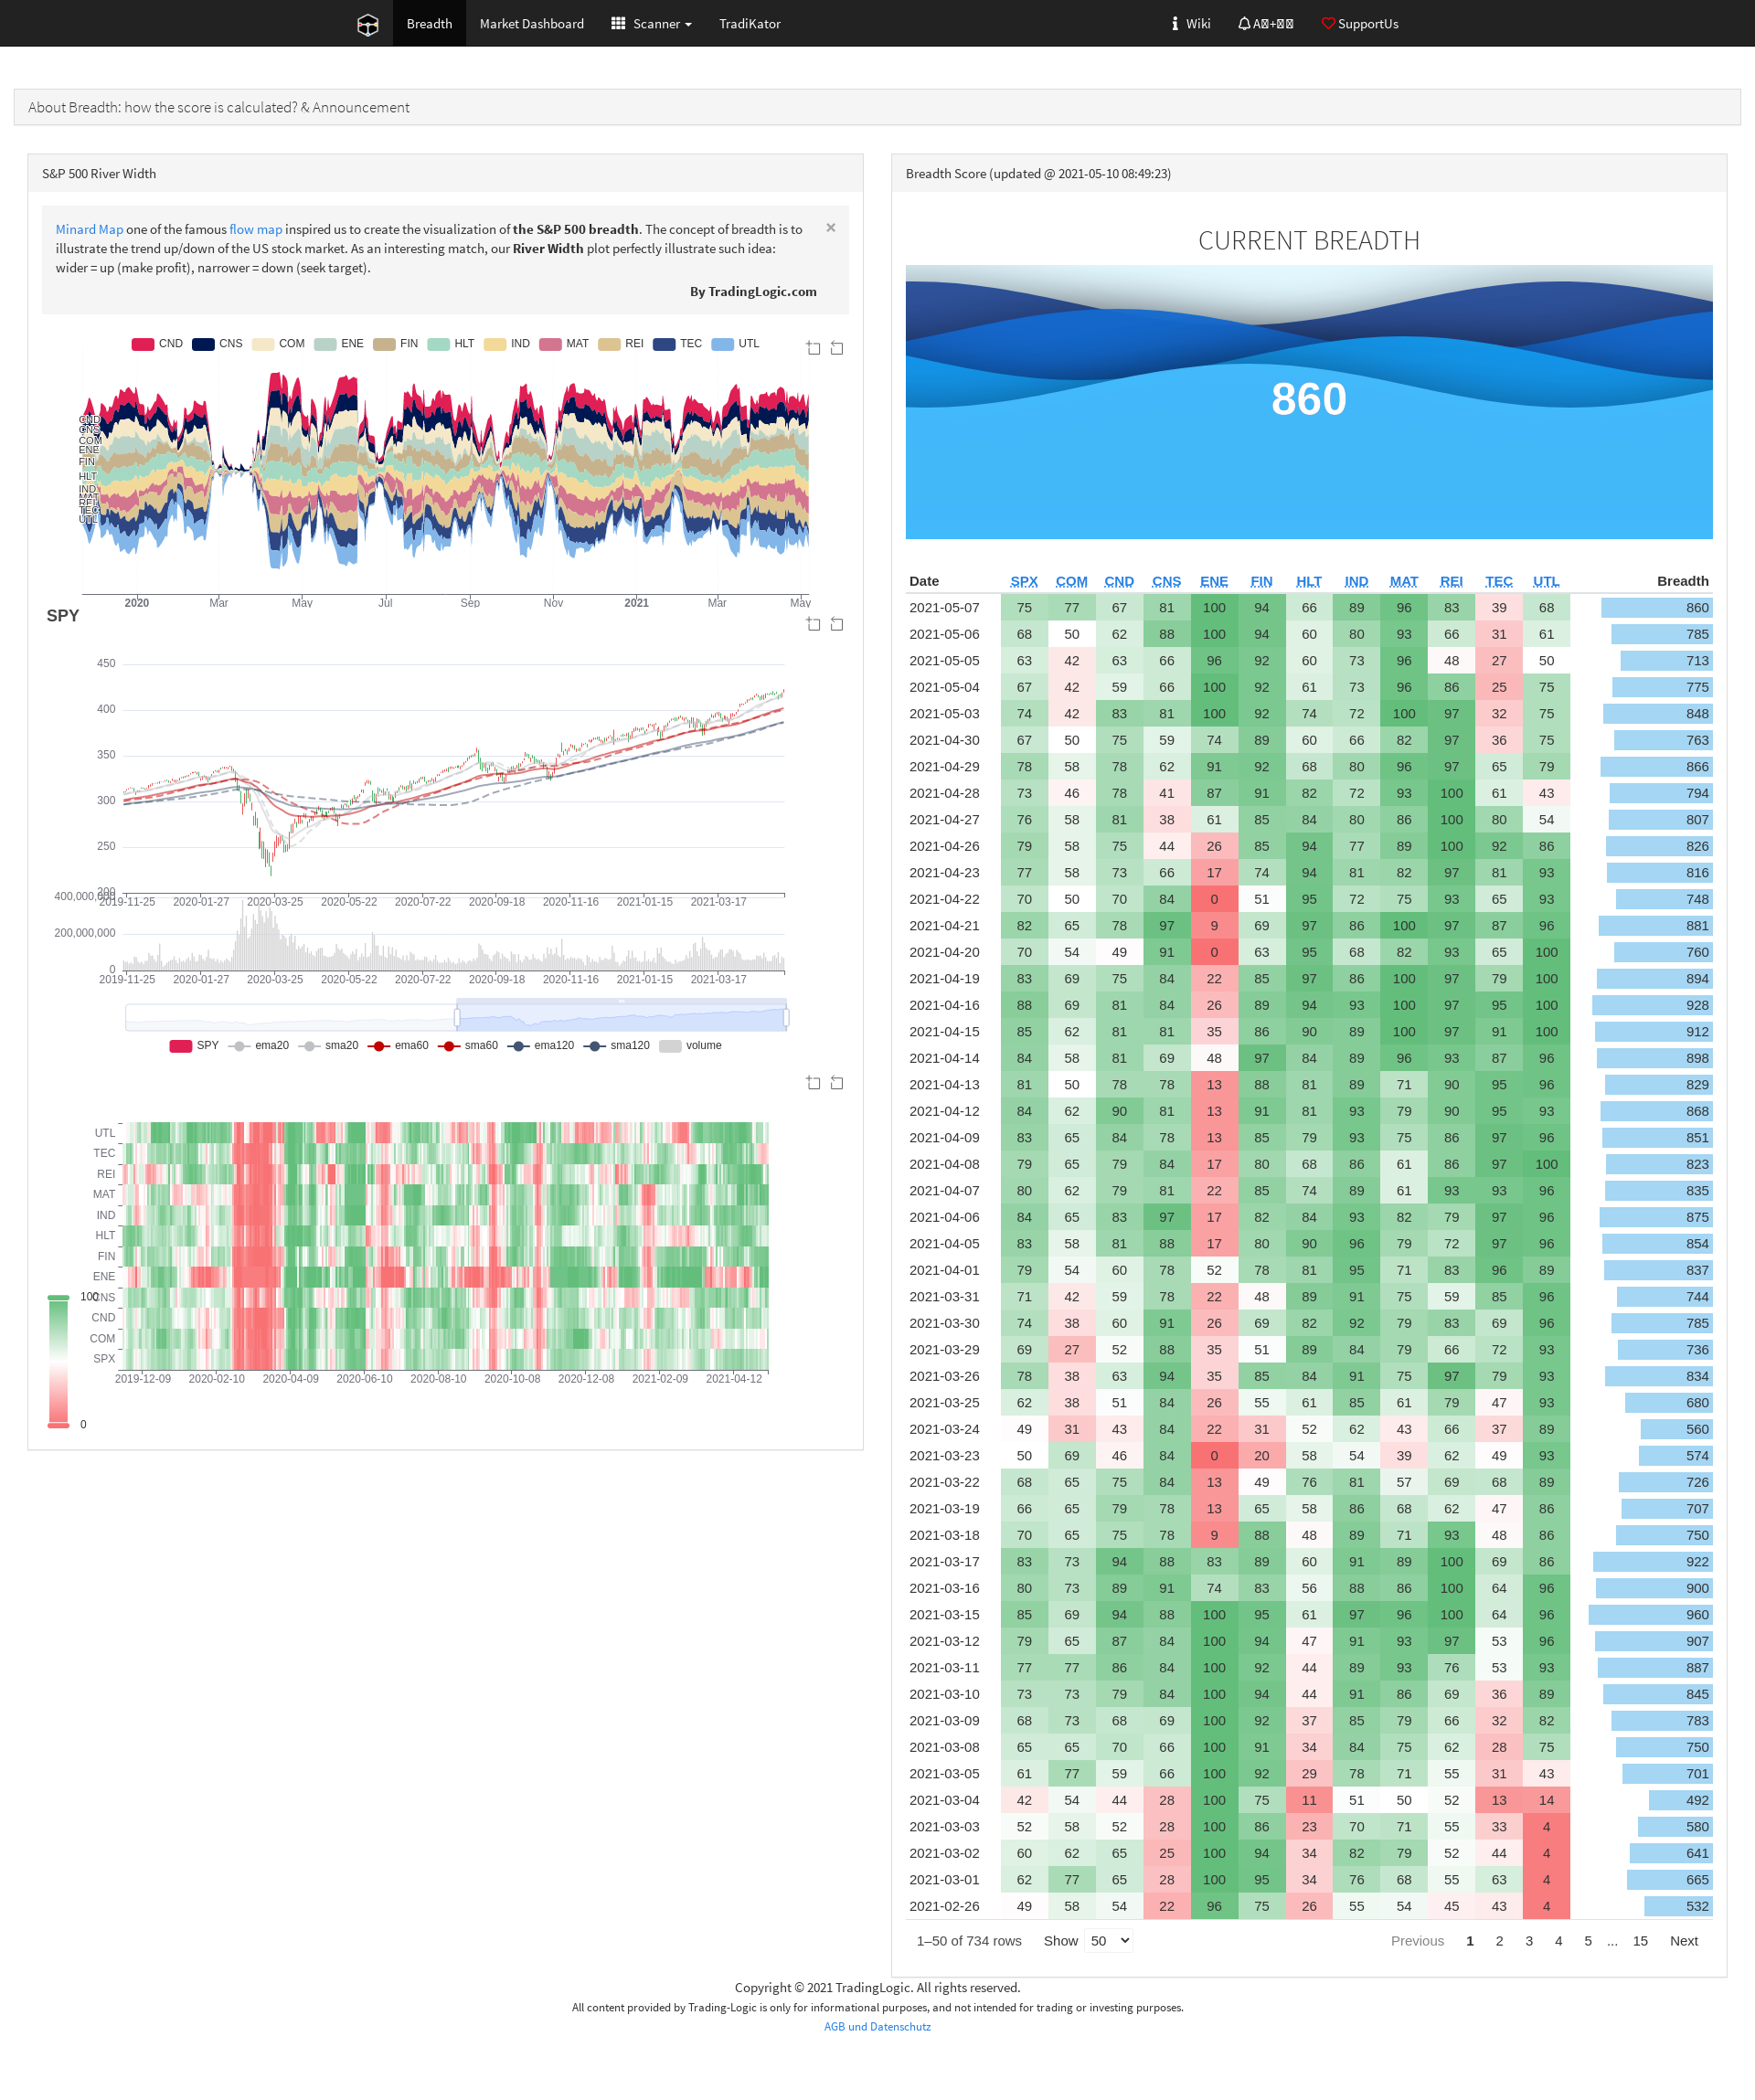 Breadth Market Dashboard Scanner TradiKator Wiki SupportUs
About Breadth: how the score is calculated? & Announcement
S&P 500 River Width
Minard Map one of the famous flow map inspired us to create the visualization of the S&P 500 breadth. The concept of breadth is to
illustrate the trend up/down of the US stock market. As an interesting match, our River Width plot perfectly illustrate such idea:
wider = up (make profit), narrower = down (seek target).
×
By TradingLogic.com
CND CNS COM ENE FIN HLT IND MAT REI TEC UTL
CND
CNS
COM
ENE
FIN
HLT
IND
MAT
REI
TEC
UTL
2020 Mar May Jul Sep Nov 2021 Mar May
SPY
450
400
350
300
250
200
2019-11-25 2020-01-27 2020-03-25 2020-05-22 2020-07-22 2020-09-18 2020-11-16 2021-01-15 2021-03-17
400,000,000
200,000,000
0
2019-11-25 2020-01-27 2020-03-25 2020-05-22 2020-07-22 2020-09-18 2020-11-16 2021-01-15 2021-03-17
SPY ema20 sma20 ema60 sma60 ema120 sma120 volume
UTL
TEC
REI
MAT
IND
HLT
FIN
ENE
CNS
CND
COM
SPX
2019-12-09 2020-02-10 2020-04-09 2020-06-10 2020-08-10 2020-10-08 2020-12-08 2021-02-09 2021-04-12
100
0
Breadth Score (updated @ 2021-05-10 08:49:23)
CURRENT BREADTH
860
Date SPX COM CND CNS ENE FIN HLT IND MAT REI TEC UTL Breadth
2021-05-07 75 77 67 81 100 94 66 89 96 83 39 68 860
2021-05-06 68 50 62 88 100 94 60 80 93 66 31 61 785
2021-05-05 63 42 63 66 96 92 60 73 96 48 27 50 713
2021-05-04 67 42 59 66 100 92 61 73 96 86 25 75 775
2021-05-03 74 42 83 81 100 92 74 72 100 97 32 75 848
2021-04-30 67 50 75 59 74 89 60 66 82 97 36 75 763
2021-04-29 78 58 78 62 91 92 68 80 96 97 65 79 866
2021-04-28 73 46 78 41 87 91 82 72 93 100 61 43 794
2021-04-27 76 58 81 38 61 85 84 80 86 100 80 54 807
2021-04-26 79 58 75 44 26 85 94 77 89 100 92 86 826
2021-04-23 77 58 73 66 17 74 94 81 82 97 81 93 816
2021-04-22 70 50 70 84 0 51 95 72 75 93 65 93 748
2021-04-21 82 65 78 97 9 69 97 86 100 97 87 96 881
2021-04-20 70 54 49 91 0 63 95 68 82 93 65 100 760
2021-04-19 83 69 75 84 22 85 97 86 100 97 79 100 894
2021-04-16 88 69 81 84 26 89 94 93 100 97 95 100 928
2021-04-15 85 62 81 81 35 86 90 89 100 97 91 100 912
2021-04-14 84 58 81 69 48 97 84 89 96 93 87 96 898
2021-04-13 81 50 78 78 13 88 81 89 71 90 95 96 829
2021-04-12 84 62 90 81 13 91 81 93 79 90 95 93 868
2021-04-09 83 65 84 78 13 85 79 93 75 86 97 96 851
2021-04-08 79 65 79 84 17 80 68 86 61 86 97 100 823
2021-04-07 80 62 79 81 22 85 74 89 61 93 93 96 835
2021-04-06 84 65 83 97 17 82 84 93 82 79 97 96 875
2021-04-05 83 58 81 88 17 80 90 96 79 72 97 96 854
2021-04-01 79 54 60 78 52 78 81 95 71 83 96 89 837
2021-03-31 71 42 59 78 22 48 89 91 75 59 85 96 744
2021-03-30 74 38 60 91 26 69 82 92 79 83 69 96 785
2021-03-29 69 27 52 88 35 51 89 84 79 66 72 93 736
2021-03-26 78 38 63 94 35 85 84 91 75 97 79 93 834
2021-03-25 62 38 51 84 26 55 61 85 61 79 47 93 680
2021-03-24 49 31 43 84 22 31 52 62 43 66 37 89 560
2021-03-23 50 69 46 84 0 20 58 54 39 62 49 93 574
2021-03-22 68 65 75 84 13 49 76 81 57 69 68 89 726
2021-03-19 66 65 79 78 13 65 58 86 68 62 47 86 707
2021-03-18 70 65 75 78 9 88 48 89 71 93 48 86 750
2021-03-17 83 73 94 88 83 89 60 91 89 100 69 86 922
2021-03-16 80 73 89 91 74 83 56 88 86 100 64 96 900
2021-03-15 85 69 94 88 100 95 61 97 96 100 64 96 960
2021-03-12 79 65 87 84 100 94 47 91 93 97 53 96 907
2021-03-11 77 77 86 84 100 92 44 89 93 76 53 93 887
2021-03-10 73 73 79 84 100 94 44 91 86 69 36 89 845
2021-03-09 68 73 68 69 100 92 37 85 79 66 32 82 783
2021-03-08 65 65 70 66 100 91 34 84 75 62 28 75 750
2021-03-05 61 77 59 66 100 92 29 78 71 55 31 43 701
2021-03-04 42 54 44 28 100 75 11 51 50 52 13 14 492
2021-03-03 52 58 52 28 100 86 23 70 71 55 33 4 580
2021-03-02 60 62 65 25 100 94 34 82 79 52 44 4 641
2021-03-01 62 77 65 28 100 95 34 76 68 55 63 4 665
2021-02-26 49 58 54 22 96 75 26 55 54 45 43 4 532
1–50 of 734 rows Show 50 Previous 1 2 3 4 5 ... 15 Next
Copyright © 2021 TradingLogic. All rights reserved.
All content provided by Trading-Logic is only for informational purposes, and not intended for trading or investing purposes.
AGB und Datenschutz